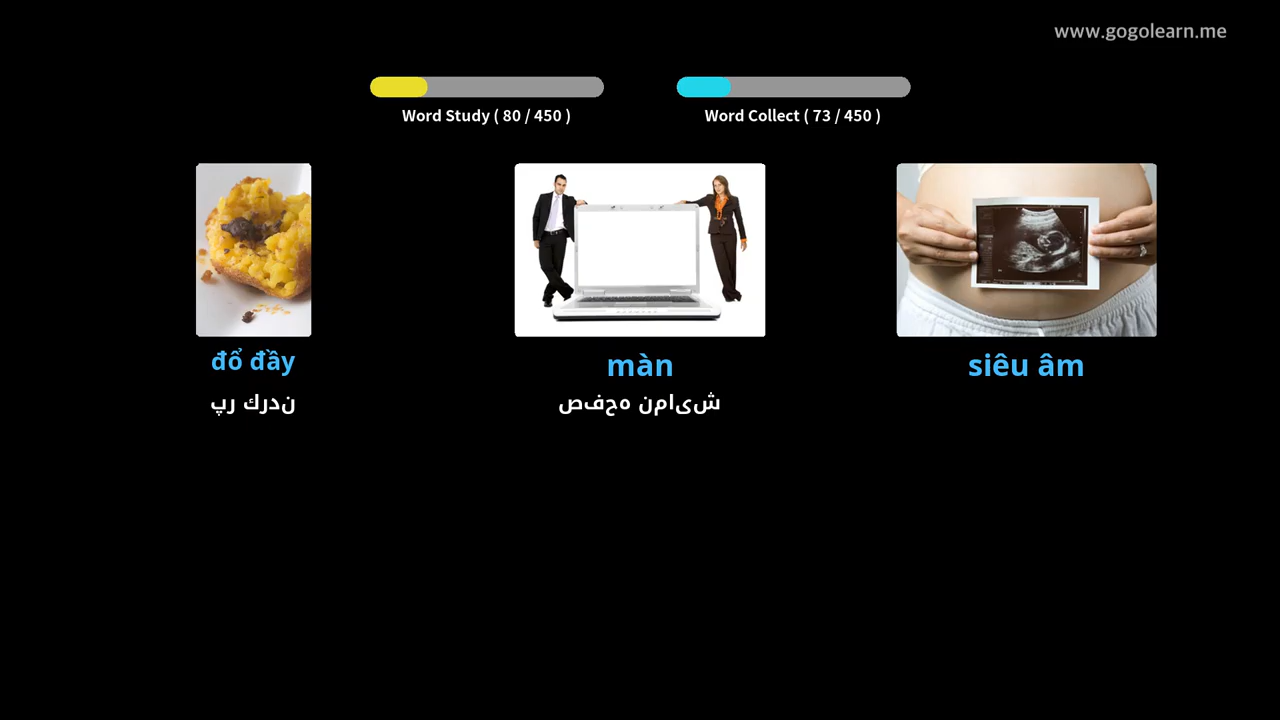 www.gogolearn.me
Word Study ( 80 / 450 )
Word Collect ( 73 / 450 )
đổ đầy
màn
siêu âm
پر کردن
صفحه نمایش